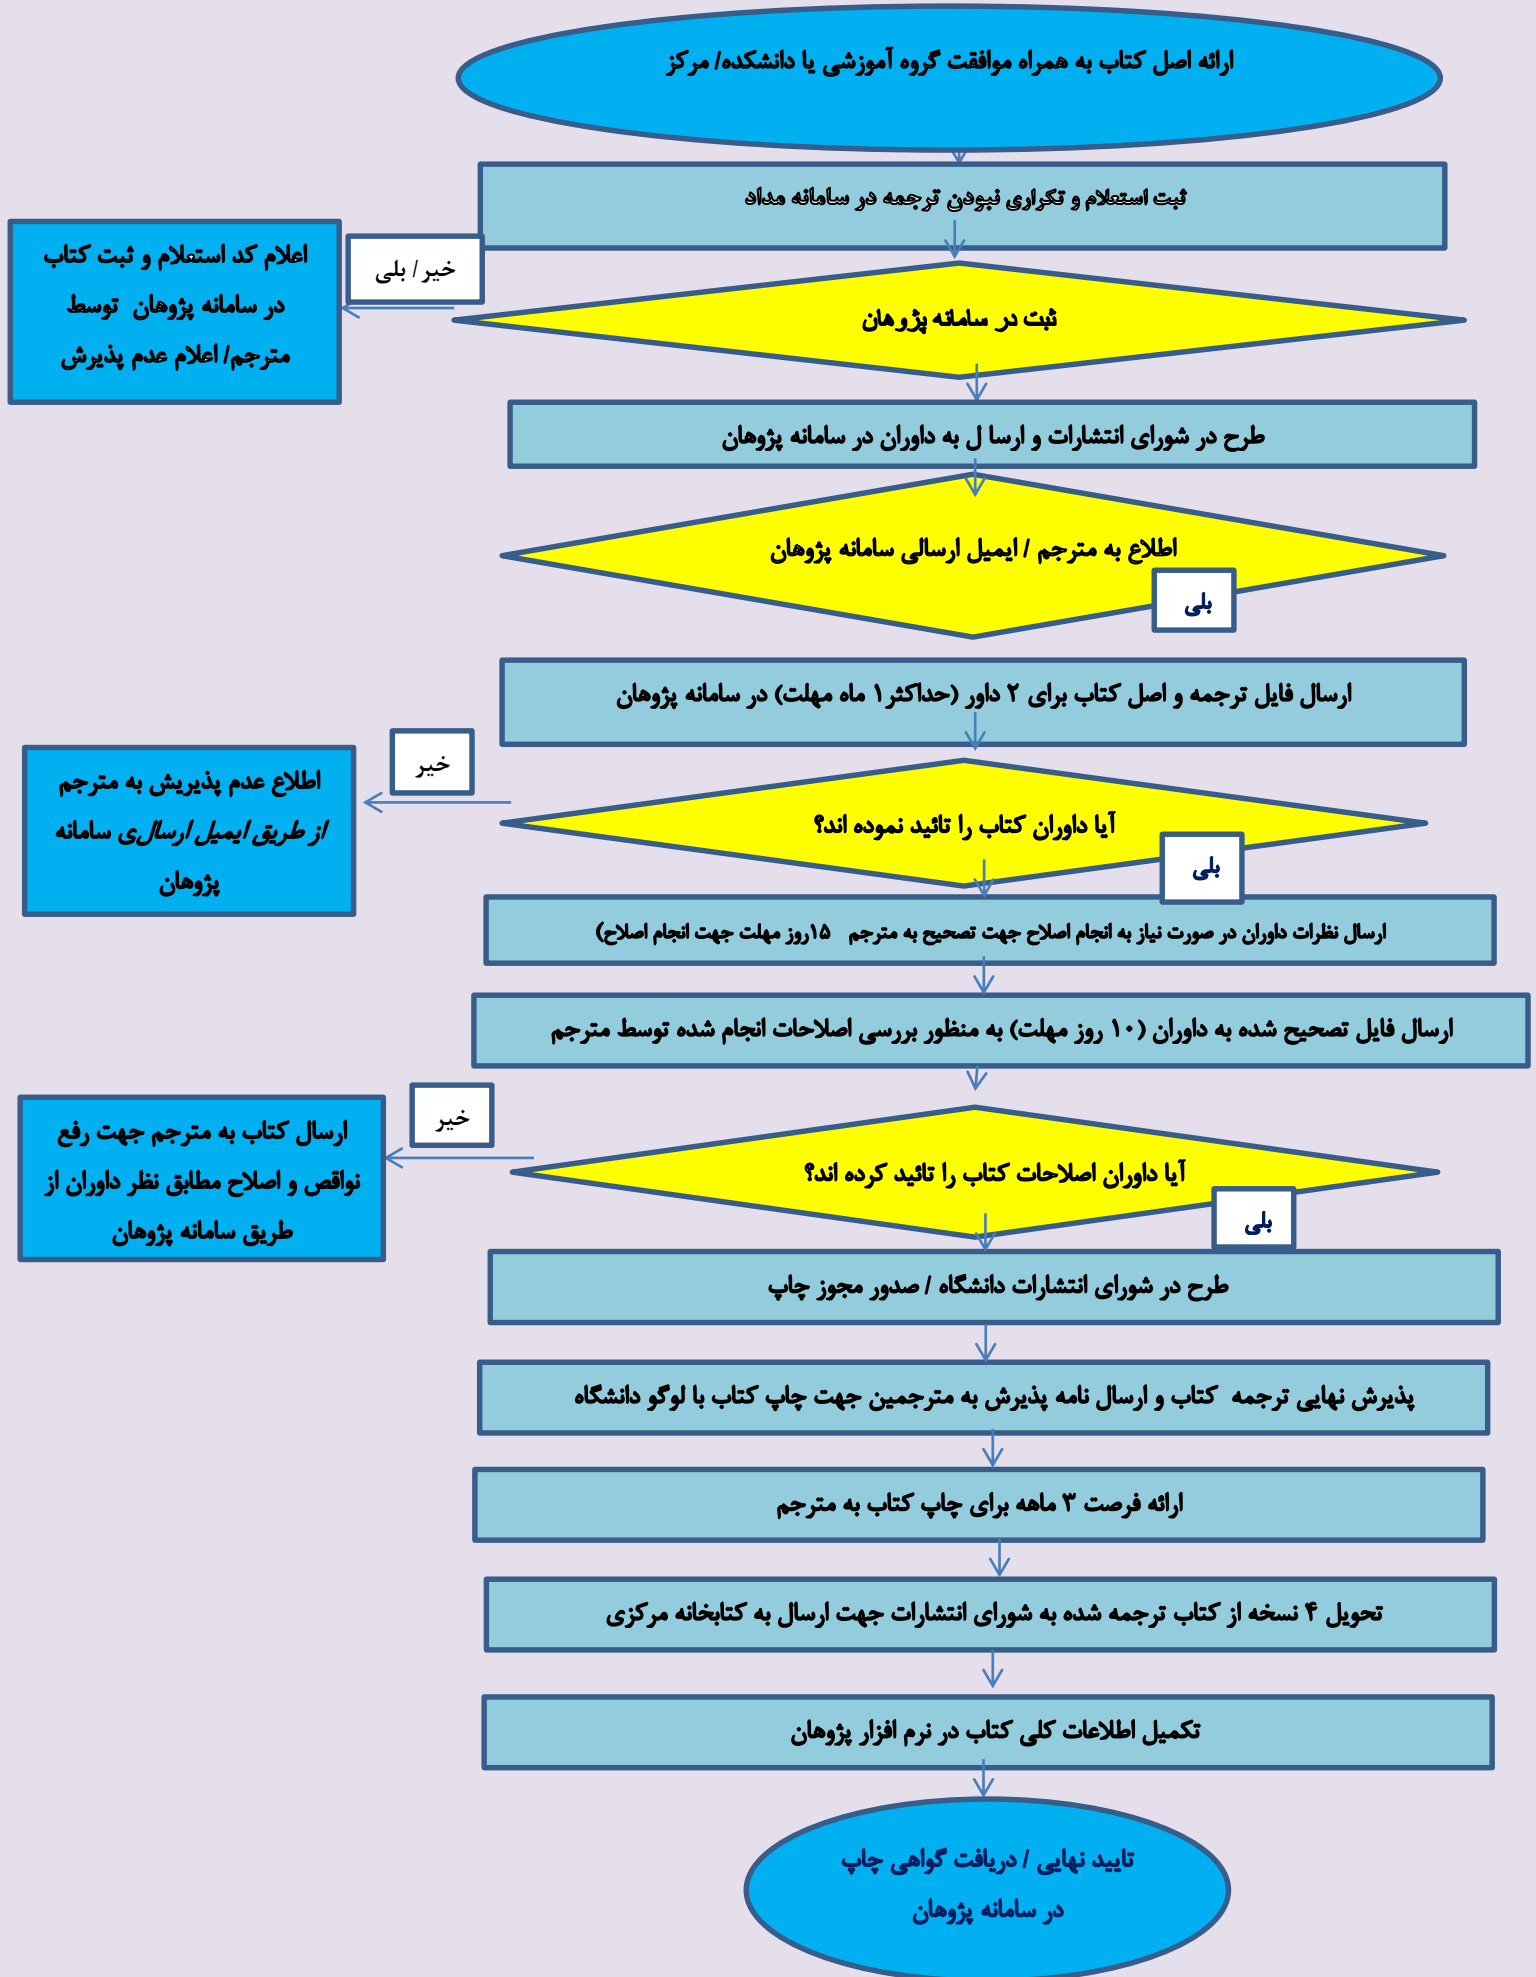 ارائه اصل کتاب به همراه موافقت گروه آموزشی یا دانشکده/ مرکز
ثبت استعلام و تکراری نبودن ترجمه در سامانه مداد
خیر/ بلی
اعلام کد استعلام و ثبت کتاب
در سامانه پژوهان توسط
مترجم/ اعلام عدم پذیرش
ثبت در سامانه پژوهان
طرح در شورای انتشارات و ارسا ل به داوران در سامانه پژوهان
اطلاع به مترجم / ایمیل ارسالی سامانه پژوهان
بلی
ارسال فایل ترجمه و اصل کتاب برای ۲ داور (حداکثر۱ ماه مهلت) در سامانه پژوهان
خیر
اطلاع عدم پذیریش به مترجم
از طریق ایمیل ارسالی سامانه
پژوهان
آیا داوران کتاب را تائید نموده اند؟
بلی
ارسال نظرات داوران در صورت نیاز به انجام اصلاح جهت تصحیح به مترجم ۱۵روز مهلت جهت انجام اصلاح)
ارسال فایل تصحیح شده به داوران (۱۰ روز مهلت) به منظور بررسی اصلاحات انجام شده توسط مترجم
خیر
ارسال کتاب به مترجم جهت رفع
نواقص و اصلاح مطابق نظر داوران از
طریق سامانه پژوهان
آیا داوران اصلاحات کتاب را تائید کرده اند؟
بلی
طرح در شورای انتشارات دانشگاه / صدور مجوز چاپ
پذیرش نهایی ترجمه کتاب و ارسال نامه پذیرش به مترجمین جهت چاپ کتاب با لوگو دانشگاه
ارائه فرصت ۳ ماهه برای چاپ کتاب به مترجم
تحویل ۴ نسخه از کتاب ترجمه شده به شورای انتشارات جهت ارسال به کتابخانه مرکزی
تکمیل اطلاعات کلی کتاب در نرم افزار پژوهان
تایید نهایی / دریافت گواهی چاپ
در سامانه پژوهان